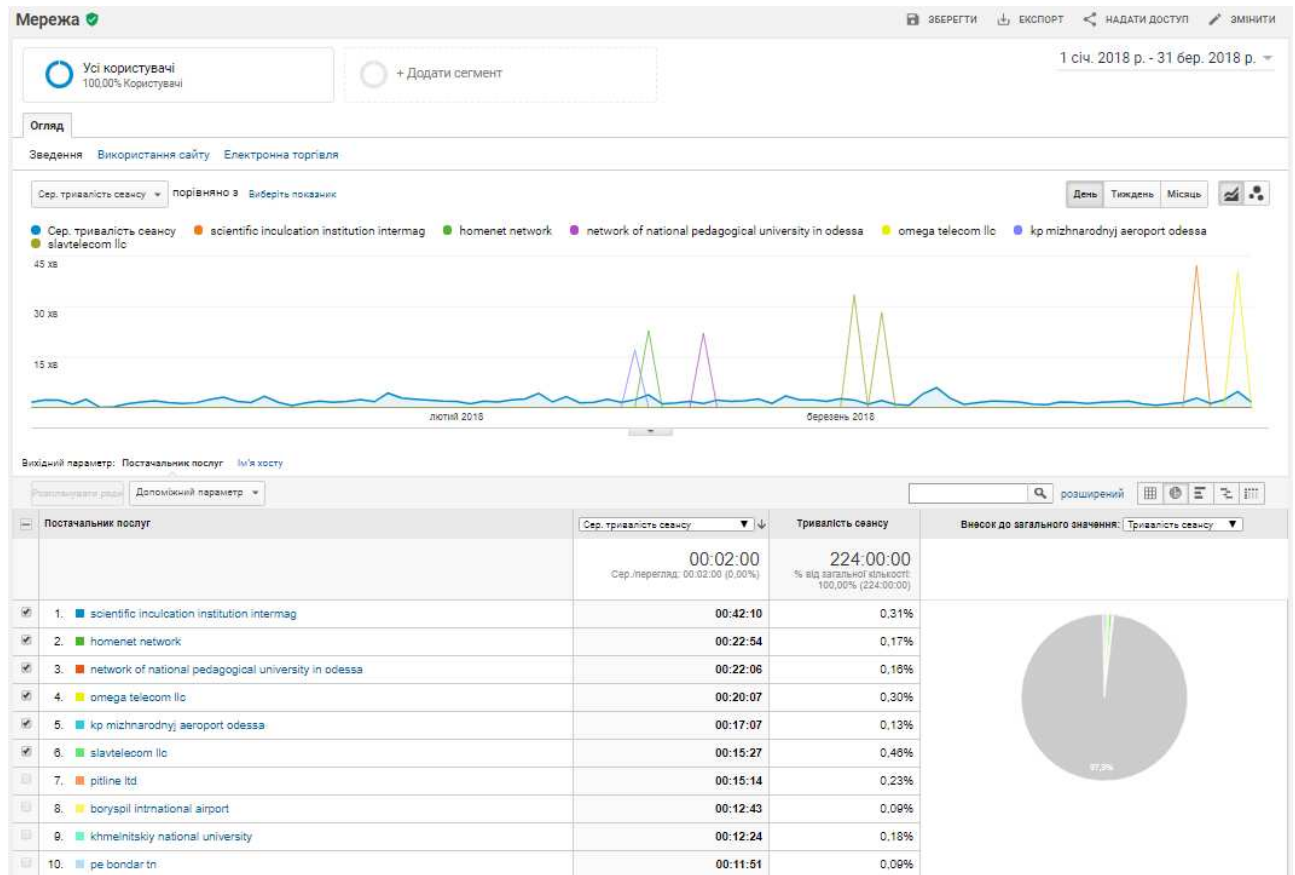 Мережа
ЗБЕРЕГТИ ЕКСПОРТ НАДАТИ ДОСТУП ЗМІНИТИ
Усі користувачі
100,00% Користувачі
+ Додати сегмент
1 січ. 2018 р. - 31 бер. 2018 р.
Огляд
Зведення Використання сайту Електронна торгівля
Сер. тривалість сеансу порівняно з Виберіть показник
День Тиждень Місяць
Сер. тривалість сеансу scientific inculcation institution intermag homenet network network of national pedagogical university in odessa omega telecom llc kp mizhnarodnyj aeroport odessa
slavtelecom llc
45 хв
30 хв
15 хв
лютий 2018 березень 2018
Вихідний параметр: Постачальник послуг Ім'я хосту
Розпланувати ряди Допоміжний параметр
розширений
Постачальник послуг Сер. тривалість сеансу Тривалість сеансу Внесок до загального значення: Тривалість сеансу
00:02:00 224:00:00
Сер./перегляд: 00:02:00 (0,00%) % від загальної кількості:
100,00% (224:00:00)
1. scientific inculcation institution intermag 00:42:10 0,31%
2. homenet network 00:22:54 0,17%
3. network of national pedagogical university in odessa 00:22:06 0,16%
4. omega telecom llc 00:20:07 0,30%
5. kp mizhnarodnyj aeroport odessa 00:17:07 0,13%
6. slavtelecom llc 00:15:27 0,46%
7. pitline ltd 00:15:14 0,23%
97,9%
8. boryspil intrnational airport 00:12:43 0,09%
9. khmelnitskiy national university 00:12:24 0,18%
10. pe bondar tn 00:11:51 0,09%